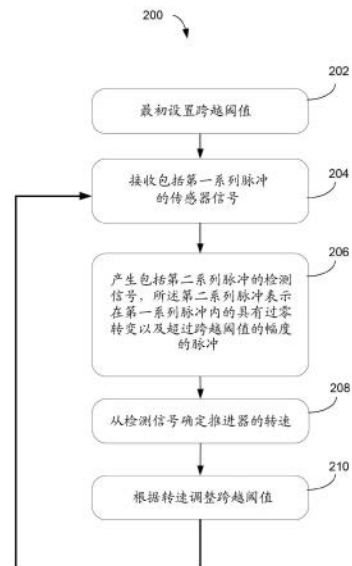 200
202
最初设置跨越阈值
204
接收包括第一系列脉冲
的传感器信号
206
产生包括第二系列脉冲的检测
信号，所述第二系列脉冲表示
在第一系列脉冲内的具有过零
转变以及超过跨越阈值的幅度
的脉冲
208
从检测信号确定推进器的转速
210
根据转速调整跨越阈值